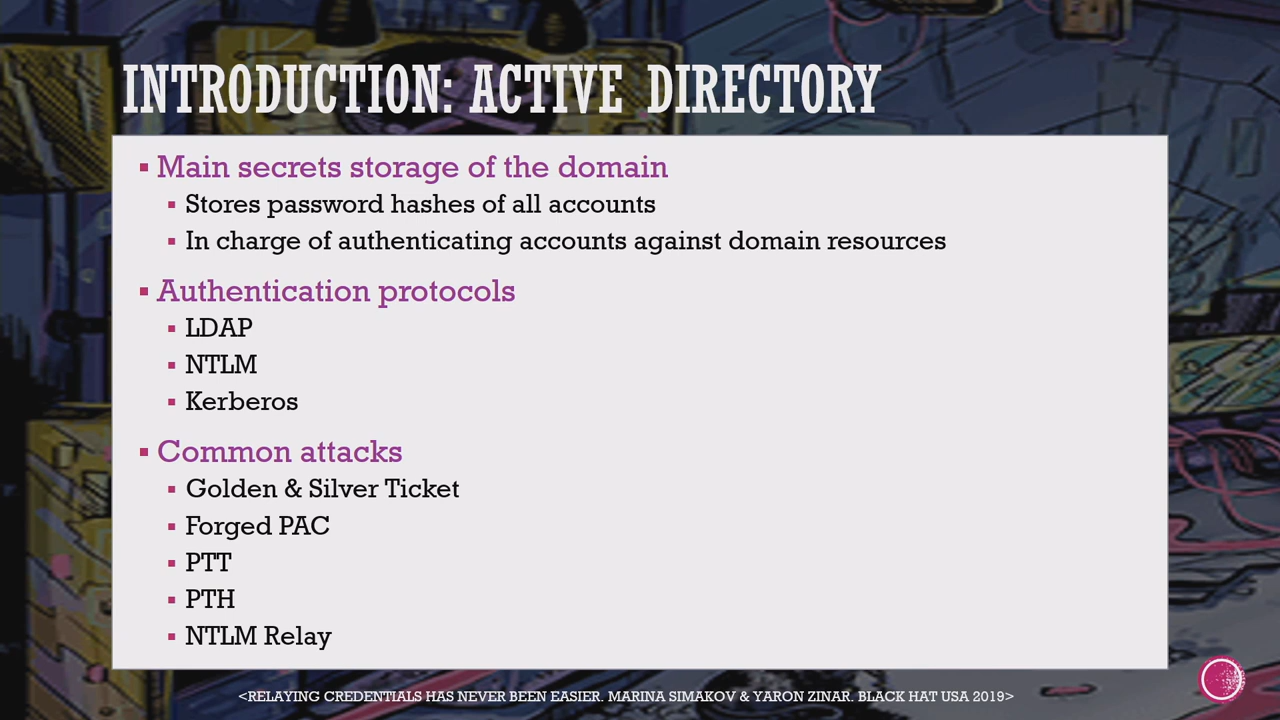 INTRODUCTION: ACTIVE DIRECTORY
Main secrets storage of the domain
Stores password hashes of all accounts
In charge of authenticating accounts against domain resources
Authentication protocols
LDAP
NTLM
Kerberos
Common attacks
Golden & Silver Ticket
Forged PAC
PTT
PTH
NTLM Relay
<RELAYING CREDENTIALS HAS NEVER BEEN EASIER. MARINA SIMAKOV & YARON ZINAR. BLACK HAT USA 2019>